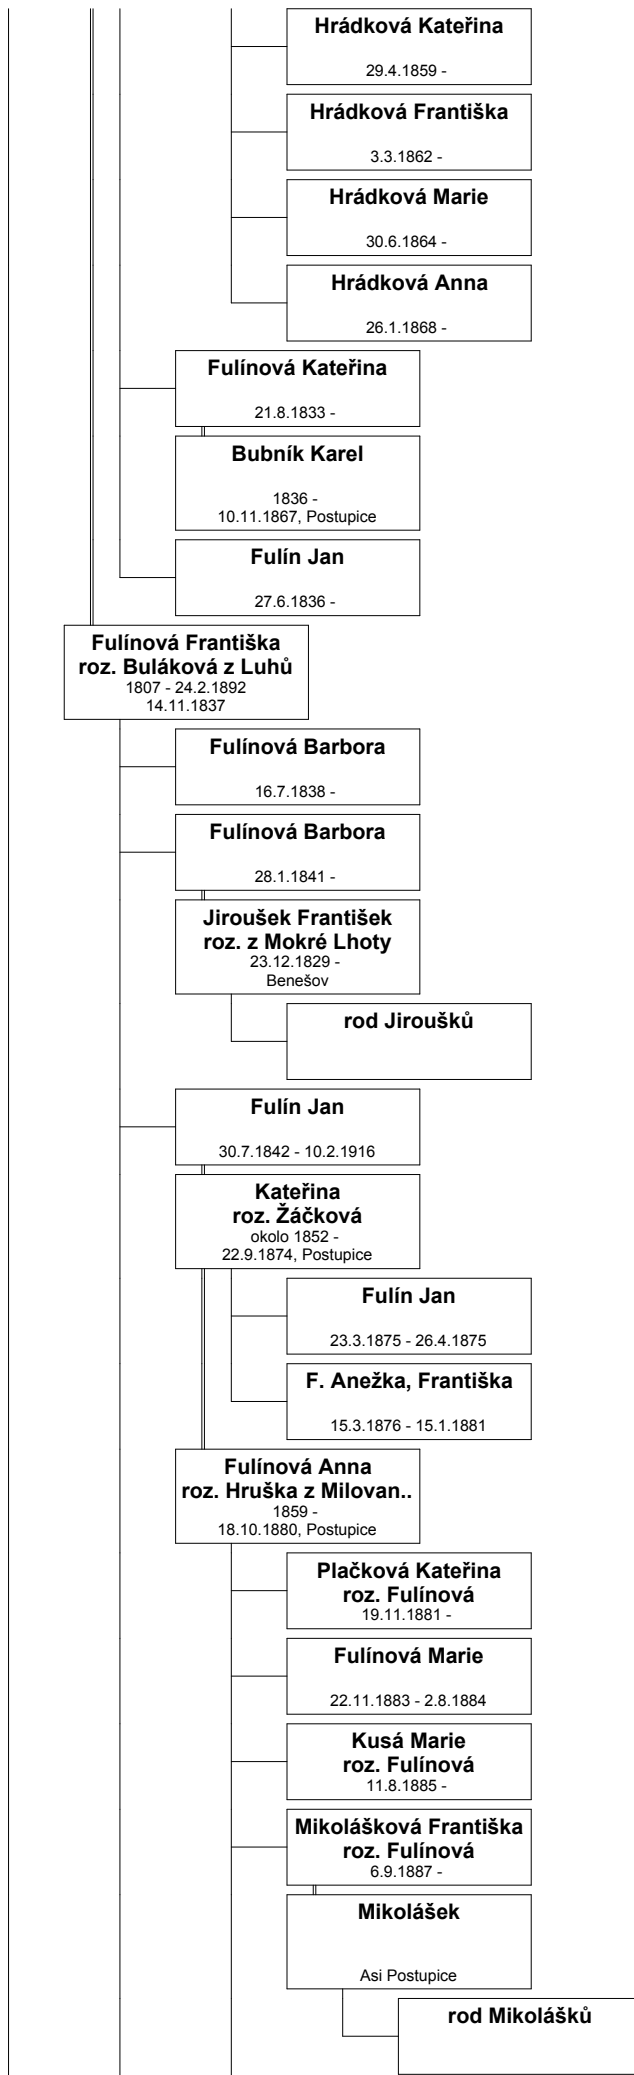 Hrádková Kateřina
29.4.1859 -
Hrádková Františka
3.3.1862 -
Hrádková Marie
30.6.1864 -
Hrádková Anna
26.1.1868 -
Fulínová Kateřina
21.8.1833 -
Bubník Karel
1836 -
10.11.1867, Postupice
Fulín Jan
27.6.1836 -
Fulínová Františka
roz. Buláková z Luhů
1807 - 24.2.1892
14.11.1837
Fulínová Barbora
16.7.1838 -
Fulínová Barbora
28.1.1841 -
Jiroušek František
roz. z Mokré Lhoty
23.12.1829 -
Benešov
rod Jiroušků
Fulín Jan
30.7.1842 - 10.2.1916
Kateřina
roz. Žáčková
okolo 1852 -
22.9.1874, Postupice
Fulín Jan
23.3.1875 - 26.4.1875
F. Anežka, Františka
15.3.1876 - 15.1.1881
Fulínová Anna
roz. Hruška z Milovan..
1859 -
18.10.1880, Postupice
Plačková Kateřina
roz. Fulínová
19.11.1881 -
Fulínová Marie
22.11.1883 - 2.8.1884
Kusá Marie
roz. Fulínová
11.8.1885 -
Mikolášková Františka
roz. Fulínová
6.9.1887 -
Mikolášek
Asi Postupice
rod Mikolášků